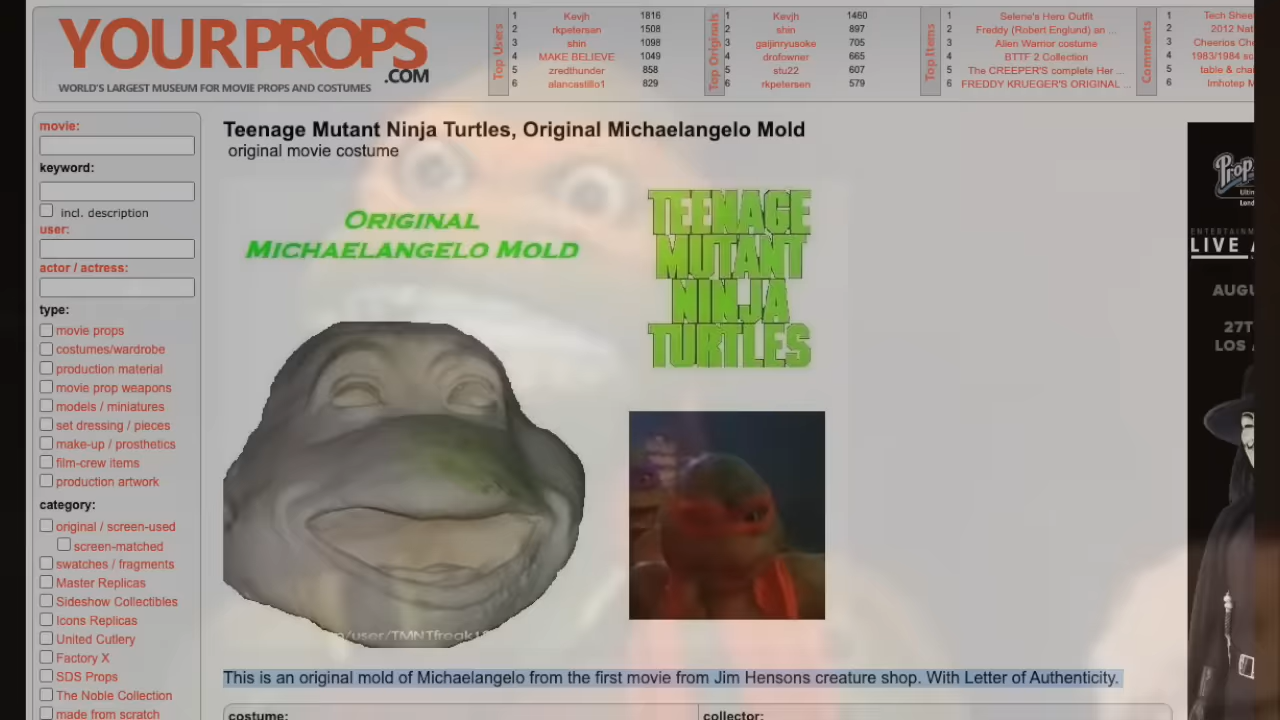 YOURPROPS
.COM
WORLD'S LARGEST MUSEUM FOR MOVIE PROPS AND COSTUMES
Top Users
1 Kevjh 1816
2 rkpetersen 1508
3 shin 1098
4 MAKE BELIEVE 1049
5 zredthunder 858
6 alancastillo1 829
Top Originals
1 Kevjh 1460
2 shin 897
3 gaijinryusoke 705
4 drofowner 665
5 stu22 607
6 rkpetersen 579
Top Items
1 Selene's Hero Outfit
2 Freddy (Robert Englund) an ...
3 Alien Warrior costume
4 BTTF 2 Collection
5 The CREEPER'S complete Her ...
6 FREDDY KRUEGER'S ORIGINAL ...
Comments
1 Tech Shee
2 2012 Nat
3 Cheerios Che
4 1983/1984 sc
5 table & chai
6 Imhotep M
movie:
keyword:
incl. description
user:
actor / actress:
type:
movie props
costumes/wardrobe
production material
movie prop weapons
models / miniatures
set dressing / pieces
make-up / prosthetics
film-crew items
production artwork
category:
original / screen-used
screen-matched
swatches / fragments
Master Replicas
Sideshow Collectibles
Icons Replicas
United Cutlery
Factory X
SDS Props
The Noble Collection
made from scratch
Teenage Mutant Ninja Turtles, Original Michaelangelo Mold
original movie costume
ORIGINAL
MICHAELANGELO MOLD
TEENAGE
MUTANT
NINJA
TURTLES
/user/TMNTfreak1
This is an original mold of Michaelangelo from the first movie from Jim Hensons creature shop. With Letter of Authenticity.
costume:
collector:
Prop
Ultim
Lond
ENTERTAINM
LIVE A
AUGU
27T
LOS A